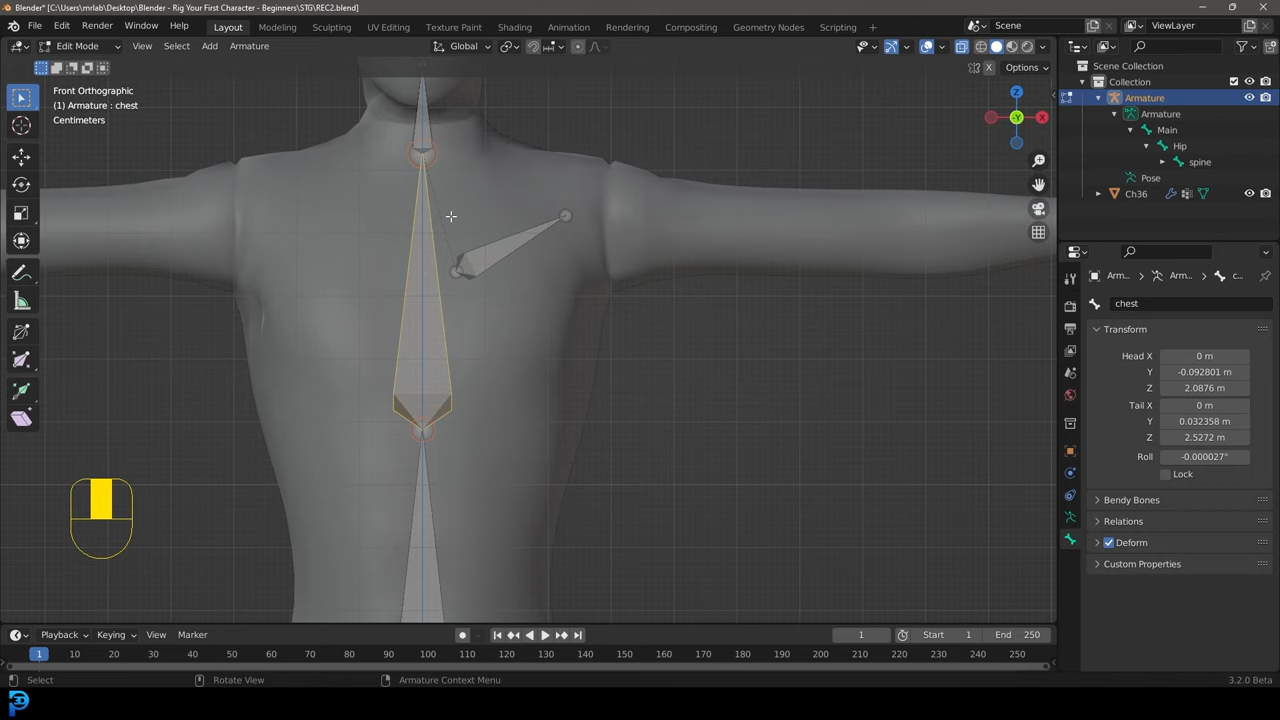 Blender* [C:\Users\mrlab\Desktop\Blender - Rig Your First Character - Beginners\STG\REC2.blend]
File Edit Render Window Help Layout Modeling Sculpting UV Editing Texture Paint Shading Animation Rendering Compositing Geometry Nodes Scripting Scene ViewLayer
Edit Mode View Select Add Armature Global
X Options
Front Orthographic
(1) Armature : chest
Centimeters
Z
-Y
X
Scene Collection
Collection
Armature
Armature
Main
Hip
spine
Pose
Ch36
Arm... Arm... c...
chest
Transform
Head X 0 m
Y -0.092801 m
Z 2.0876 m
Tail X 0 m
Y 0.032358 m
Z 2.5272 m
Roll -0.000027°
Lock
Bendy Bones
Relations
Deform
Custom Properties
Playback Keying View Marker 1 Start 1 End 250
1 10 20 30 40 50 60 70 80 90 100 110 120 130 140 150 160 170 180 190 200 210 220 230 240 250
Select Rotate View Armature Context Menu 3.2.0 Beta